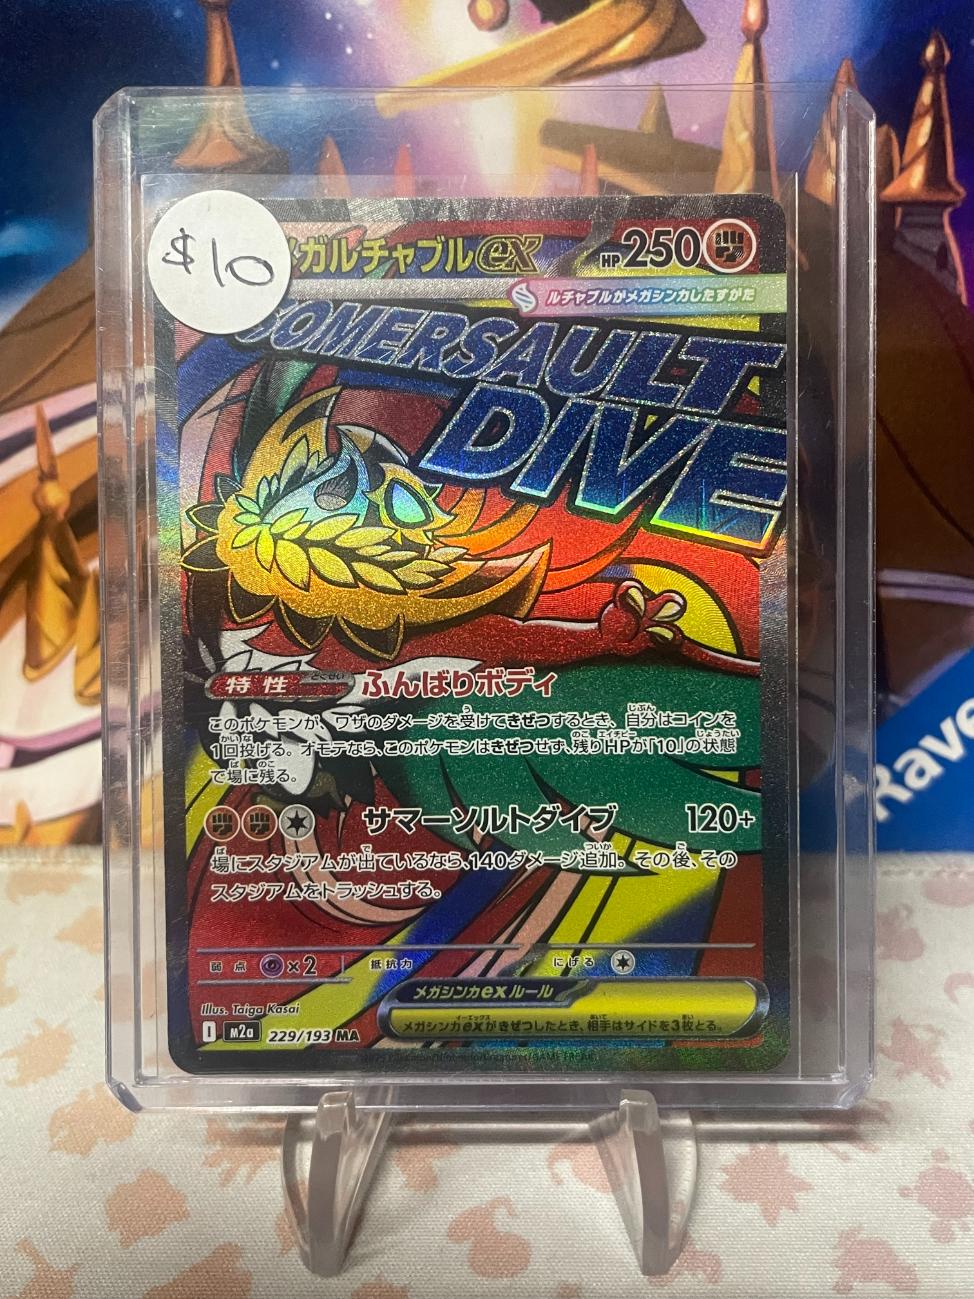 $10
メガルチャブルex HP250
ルチャブルがメガシンカしたすがた
SOMERSAULT
DIVE
特性 とくせい ふんばりボディ
このポケモンが、ワザのダメージを受けてきぜつするとき、自分はコインを
1回投げる。オモテなら、このポケモンはきぜつせず、残りHPが「10」の状態
で場に残る。
サマーソルトダイブ 120+
場にスタジアムが出ているなら、140ダメージ追加。その後、その
スタジアムをトラッシュする。
弱点 ×2 抵抗力 にげる
メガシンカexルール
メガシンカexがきぜつしたとき、相手はサイドを3枚とる。
Illus. Taiga Kasai
I M2a 229/193 MA
Rave